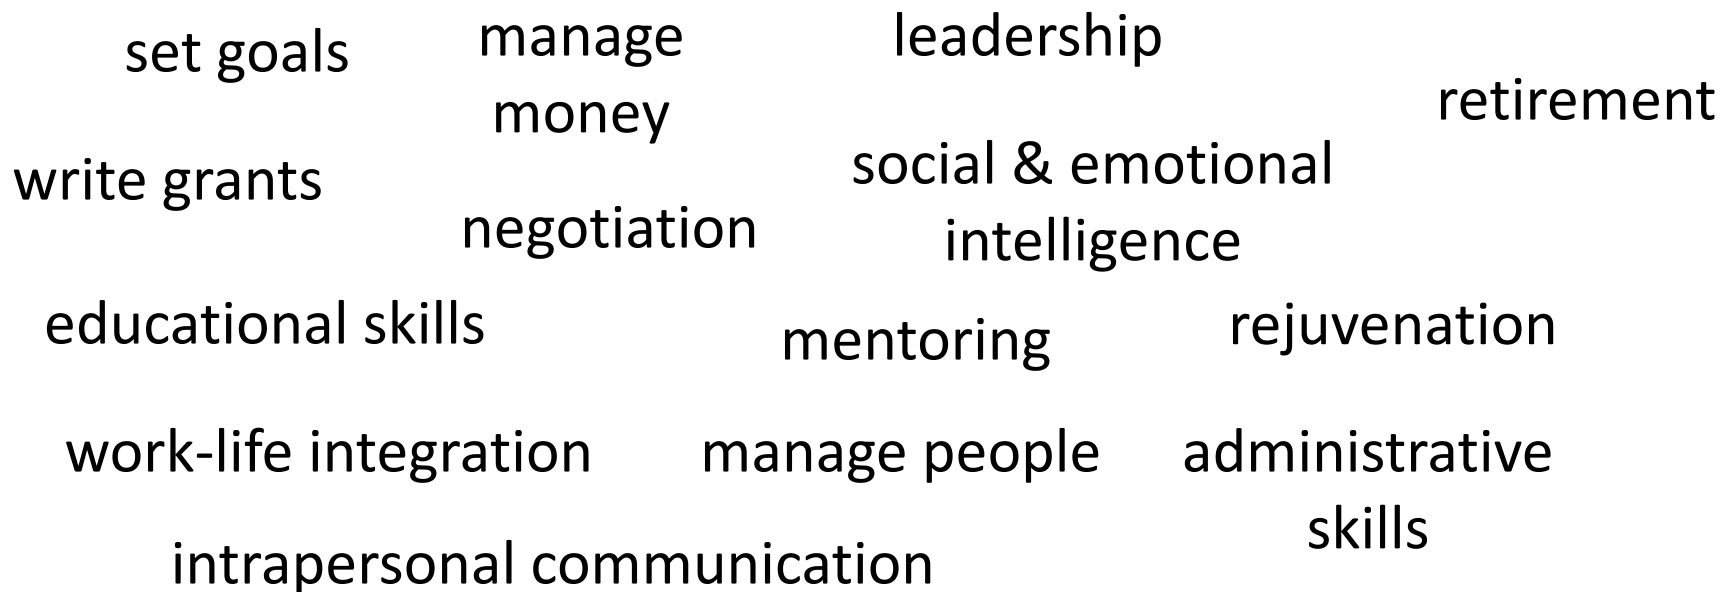 set goals
manage
money
leadership
retirement
write grants
social & emotional
intelligence
negotiation
educational skills
mentoring
rejuvenation
work-life integration
manage people
administrative
skills
intrapersonal communication